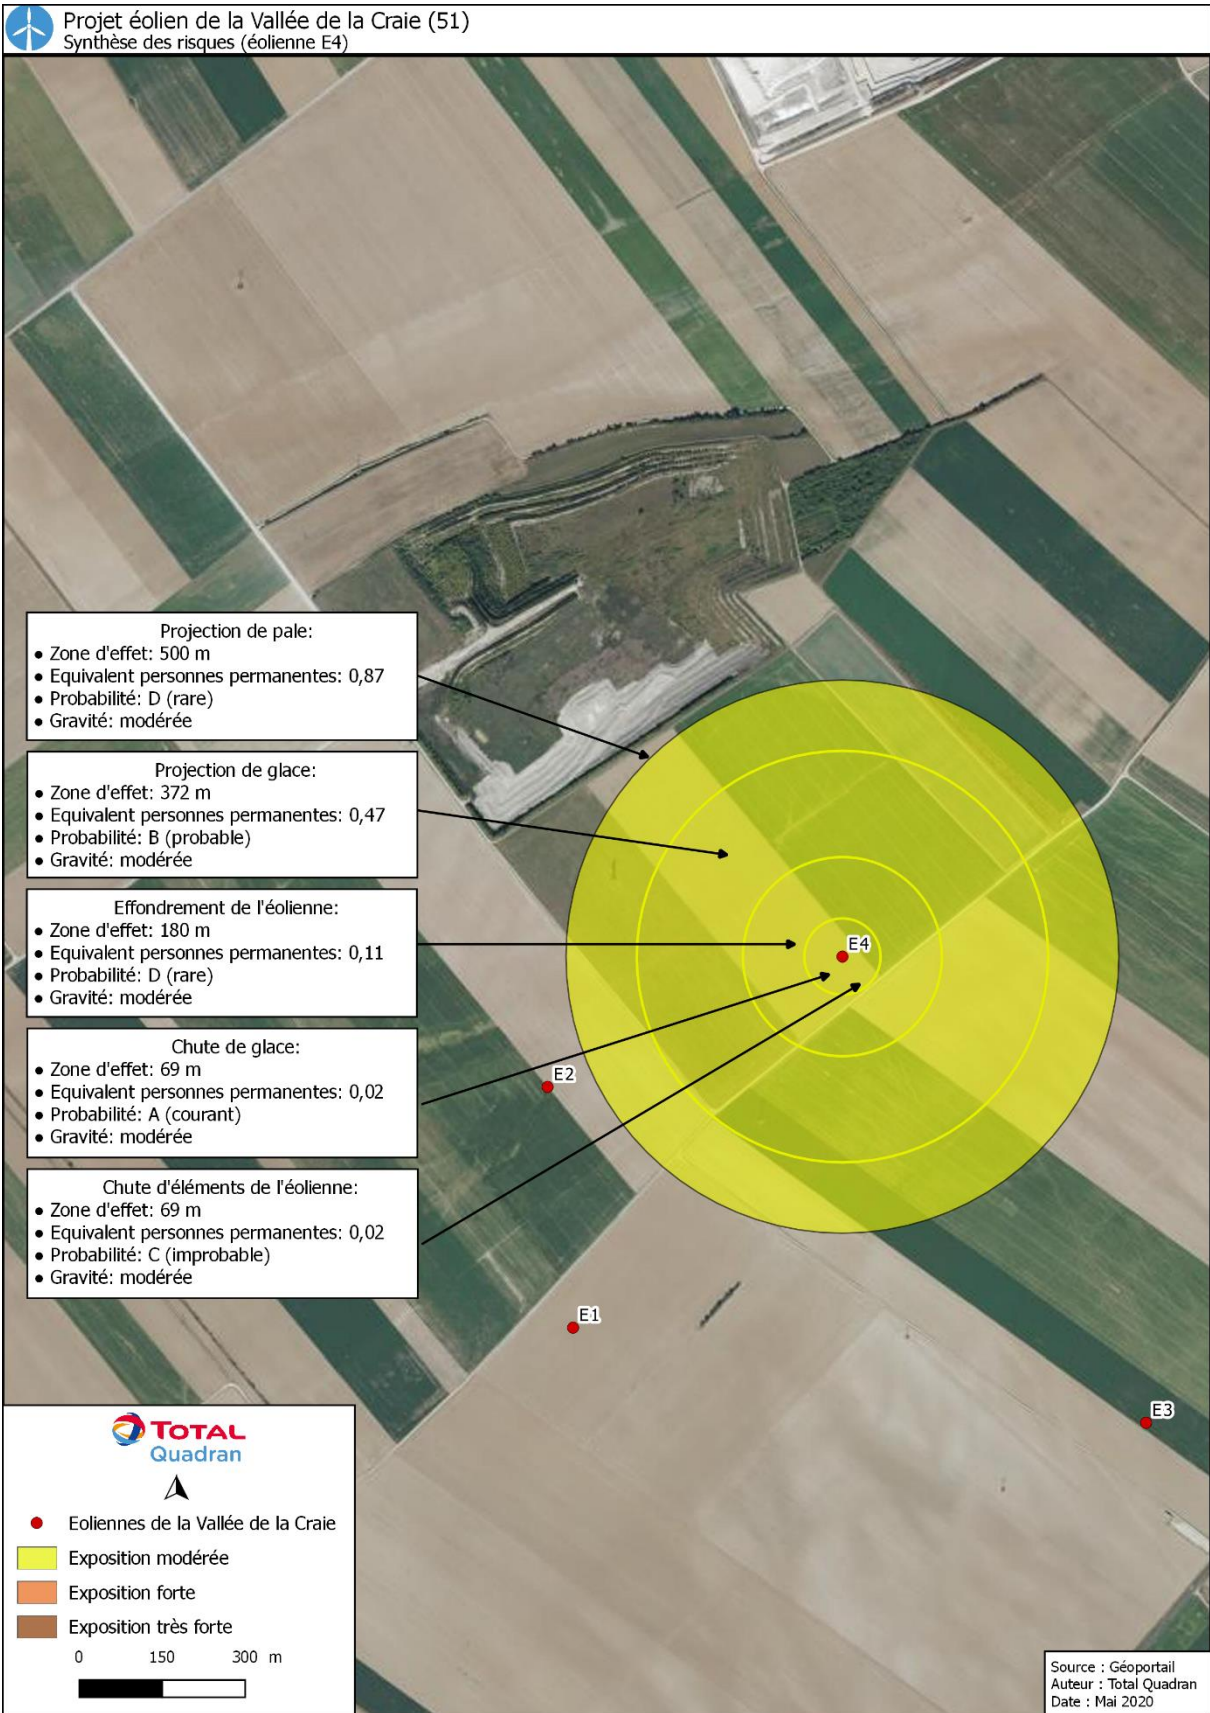 Projet éolien de la Vallée de la Craie (51)
Synthèse des risques (éolienne E4)
Projection de pale:
• Zone d'effet: 500 m
• Equivalent personnes permanentes: 0,87
• Probabilité: D (rare)
• Gravité: modérée
Projection de glace:
• Zone d'effet: 372 m
• Equivalent personnes permanentes: 0,47
• Probabilité: B (probable)
• Gravité: modérée
Effondrement de l'éolienne:
• Zone d'effet: 180 m
• Equivalent personnes permanentes: 0,11
• Probabilité: D (rare)
• Gravité: modérée
Chute de glace:
• Zone d'effet: 69 m
• Equivalent personnes permanentes: 0,02
• Probabilité: A (courant)
• Gravité: modérée
Chute d'éléments de l'éolienne:
• Zone d'effet: 69 m
• Equivalent personnes permanentes: 0,02
• Probabilité: C (improbable)
• Gravité: modérée
E4
E2
E1
E3
TOTAL
Quadran
Eoliennes de la Vallée de la Craie
Exposition modérée
Exposition forte
Exposition très forte
0 150 300 m
Source : Géoportail
Auteur : Total Quadran
Date : Mai 2020